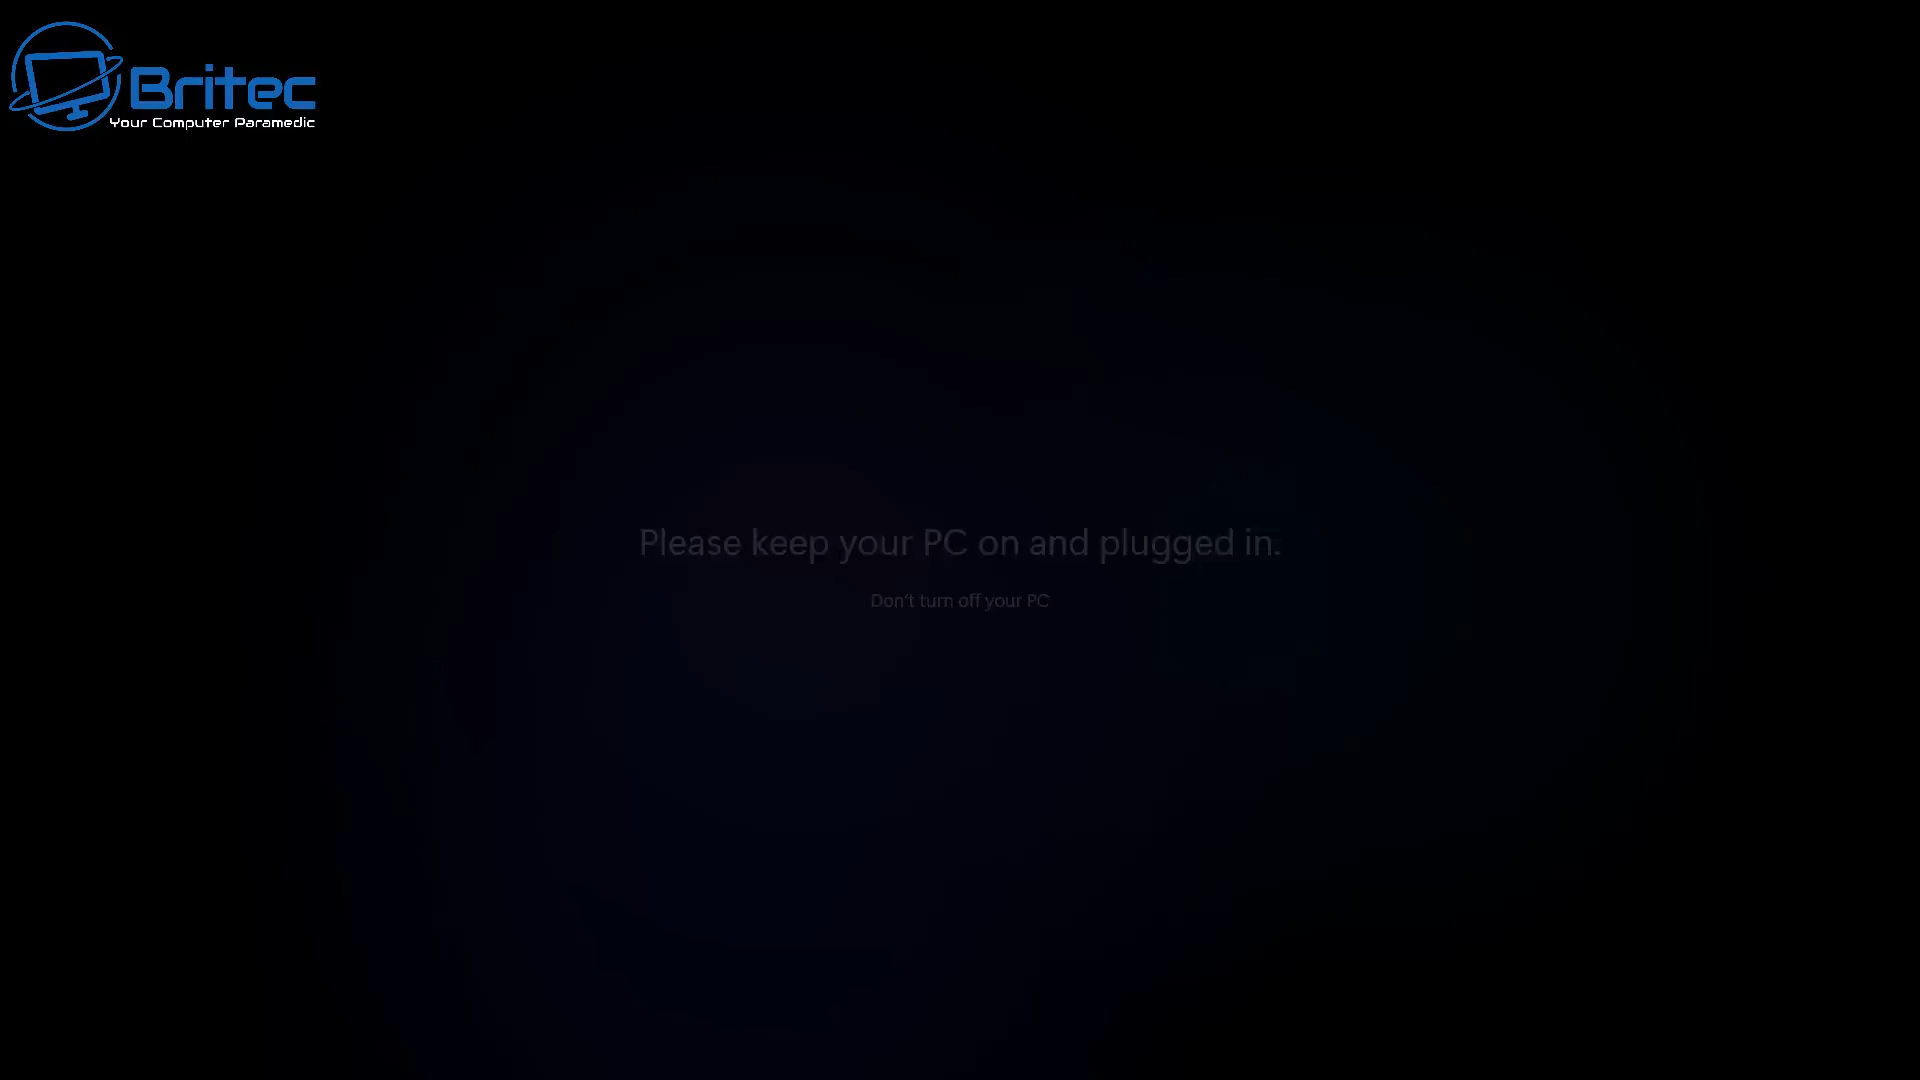 Britec
Your Computer Paramedic
Please keep your PC on and plugged in.
Don't turn off your PC